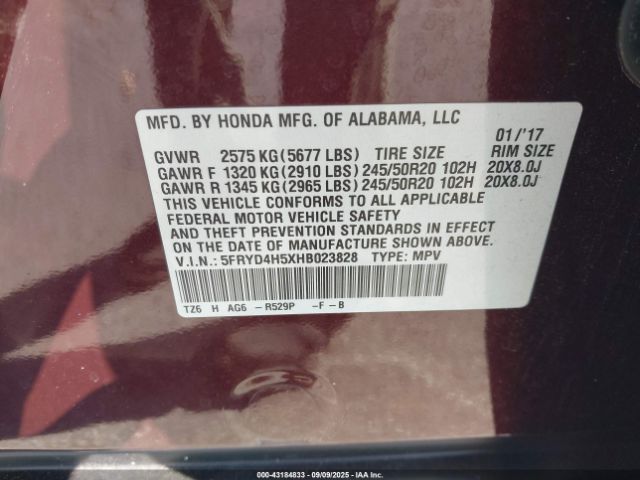 MFD. BY HONDA MFG. OF ALABAMA, LLC 01/'17
GVWR 2575 KG(5677 LBS) TIRE SIZE RIM SIZE
GAWR F 1320 KG(2910 LBS)245/50R20 102H 20X8.0J
GAWR R 1345 KG(2965 LBS)245/50R20 102H 20X8.0J
THIS VEHICLE CONFORMS TO ALL APPLICABLE
FEDERAL MOTOR VEHICLE SAFETY
AND THEFT PREVENTION STANDARDS IN EFFECT
ON THE DATE OF MANUFACTURE SHOWN ABOVE.
V.I.N.: 5FRYD4H5XHB023828 TYPE: MPV
TZ6 H AG6 -R529P -F-B
000-43184833 - 09/09/2025 - IAA Inc.